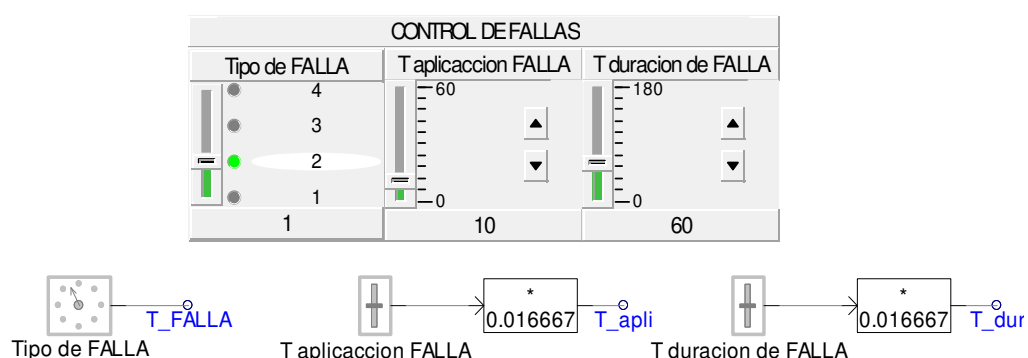 CONTROL DE FALLAS
Tipo de FALLA T aplicaccion FALLA T duracion de FALLA
4 60 180
3
2
1 0 0
1 10 60
* *
0.016667 0.016667
T_FALLA T_apli T_dur
Tipo de FALLA T aplicaccion FALLA T duracion de FALLA